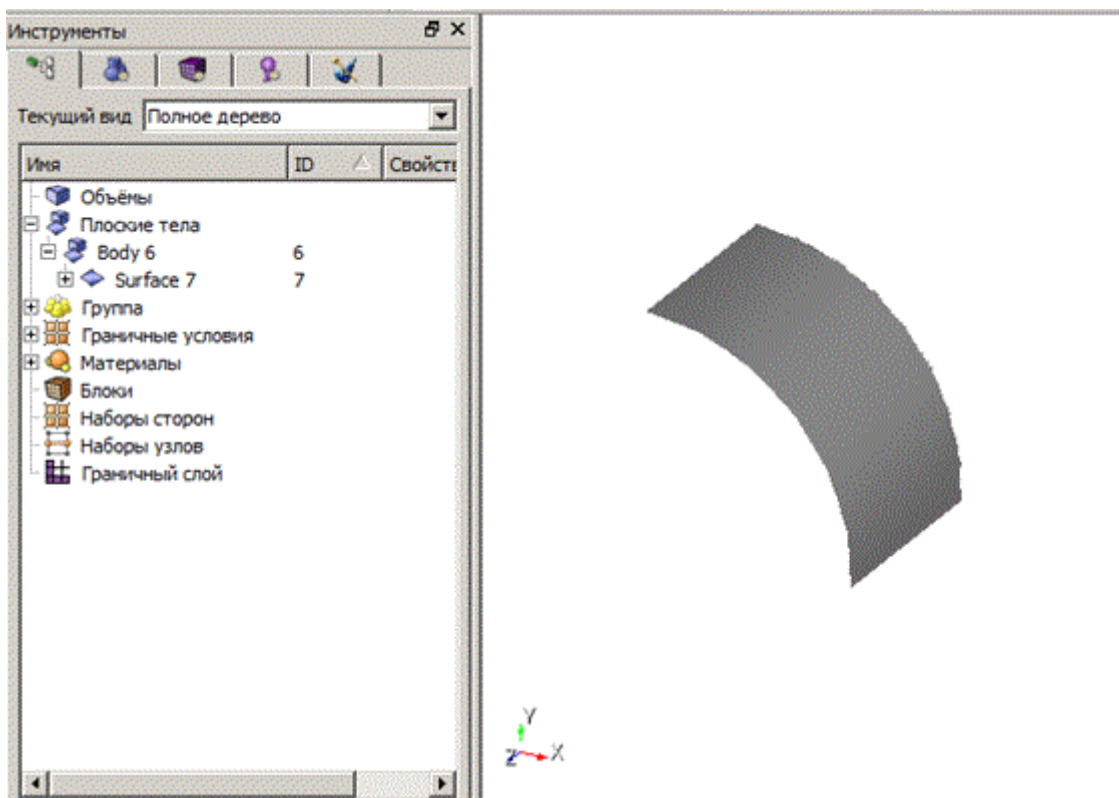 Инструменты
Текущий вид Полное дерево
Имя ID Свойсте
Объёмы
Плоские тела
Body 6 6
Surface 7 7
Группа
Граничные условия
Материалы
Блоки
Наборы сторон
Наборы узлов
Граничный слой
Y
Z X